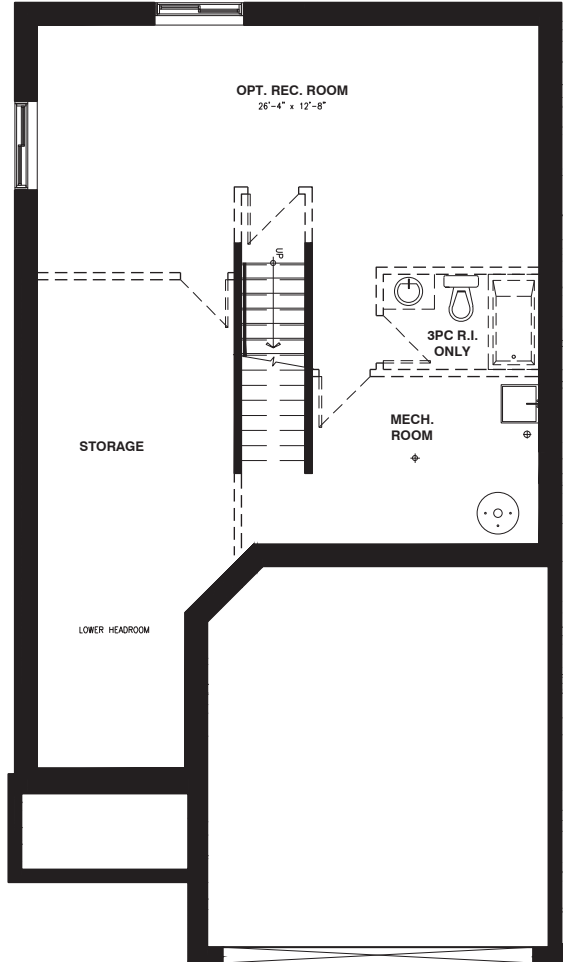 OPT. REC. ROOM
26'-4" x 12'-8"
UP
3PC R.I.
ONLY
MECH.
ROOM
STORAGE
LOWER HEADROOM